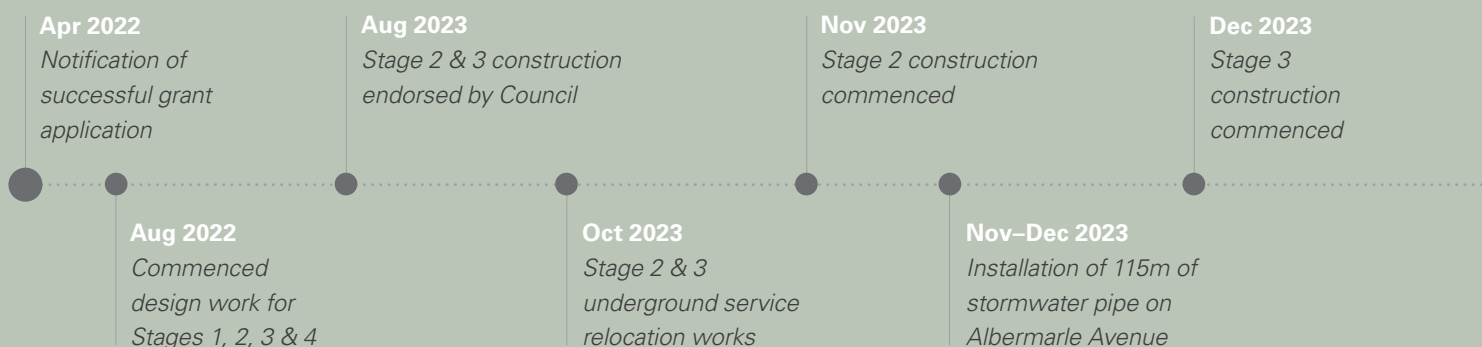 Apr 2022
Notification of
successful grant
application
Aug 2022
Commenced
design work for
Stages 1, 2, 3 & 4
Aug 2023
Stage 2 & 3 construction
endorsed by Council
Oct 2023
Stage 2 & 3
underground service
relocation works
Nov 2023
Stage 2 construction
commenced
Nov–Dec 2023
Installation of 115m of
stormwater pipe on
Albermarle Avenue
Dec 2023
Stage 3
construction
commenced